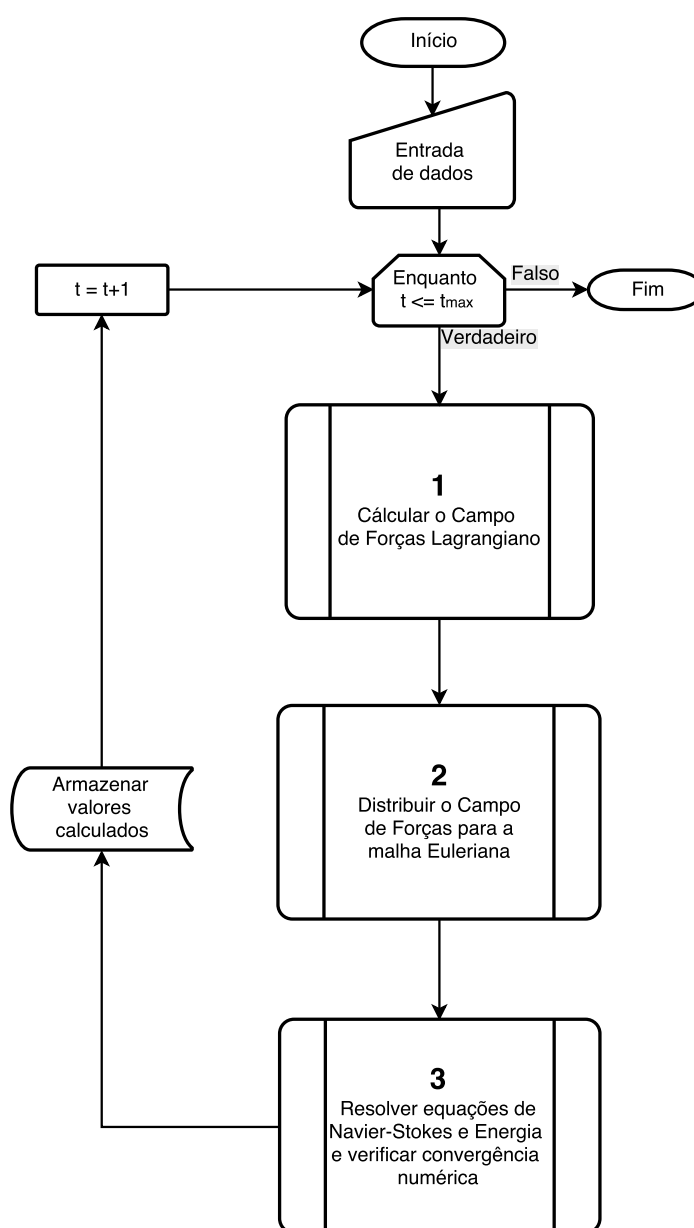 Início
Entrada
de dados
t = t+1
Enquanto
t <= tmax
Falso
Fim
Verdadeiro
1
Cálcular o Campo
de Forças Lagrangiano
2
Distribuir o Campo
de Forças para a
malha Euleriana
Armazenar
valores
calculados
3
Resolver equações de
Navier-Stokes e Energia
e verificar convergência
numérica